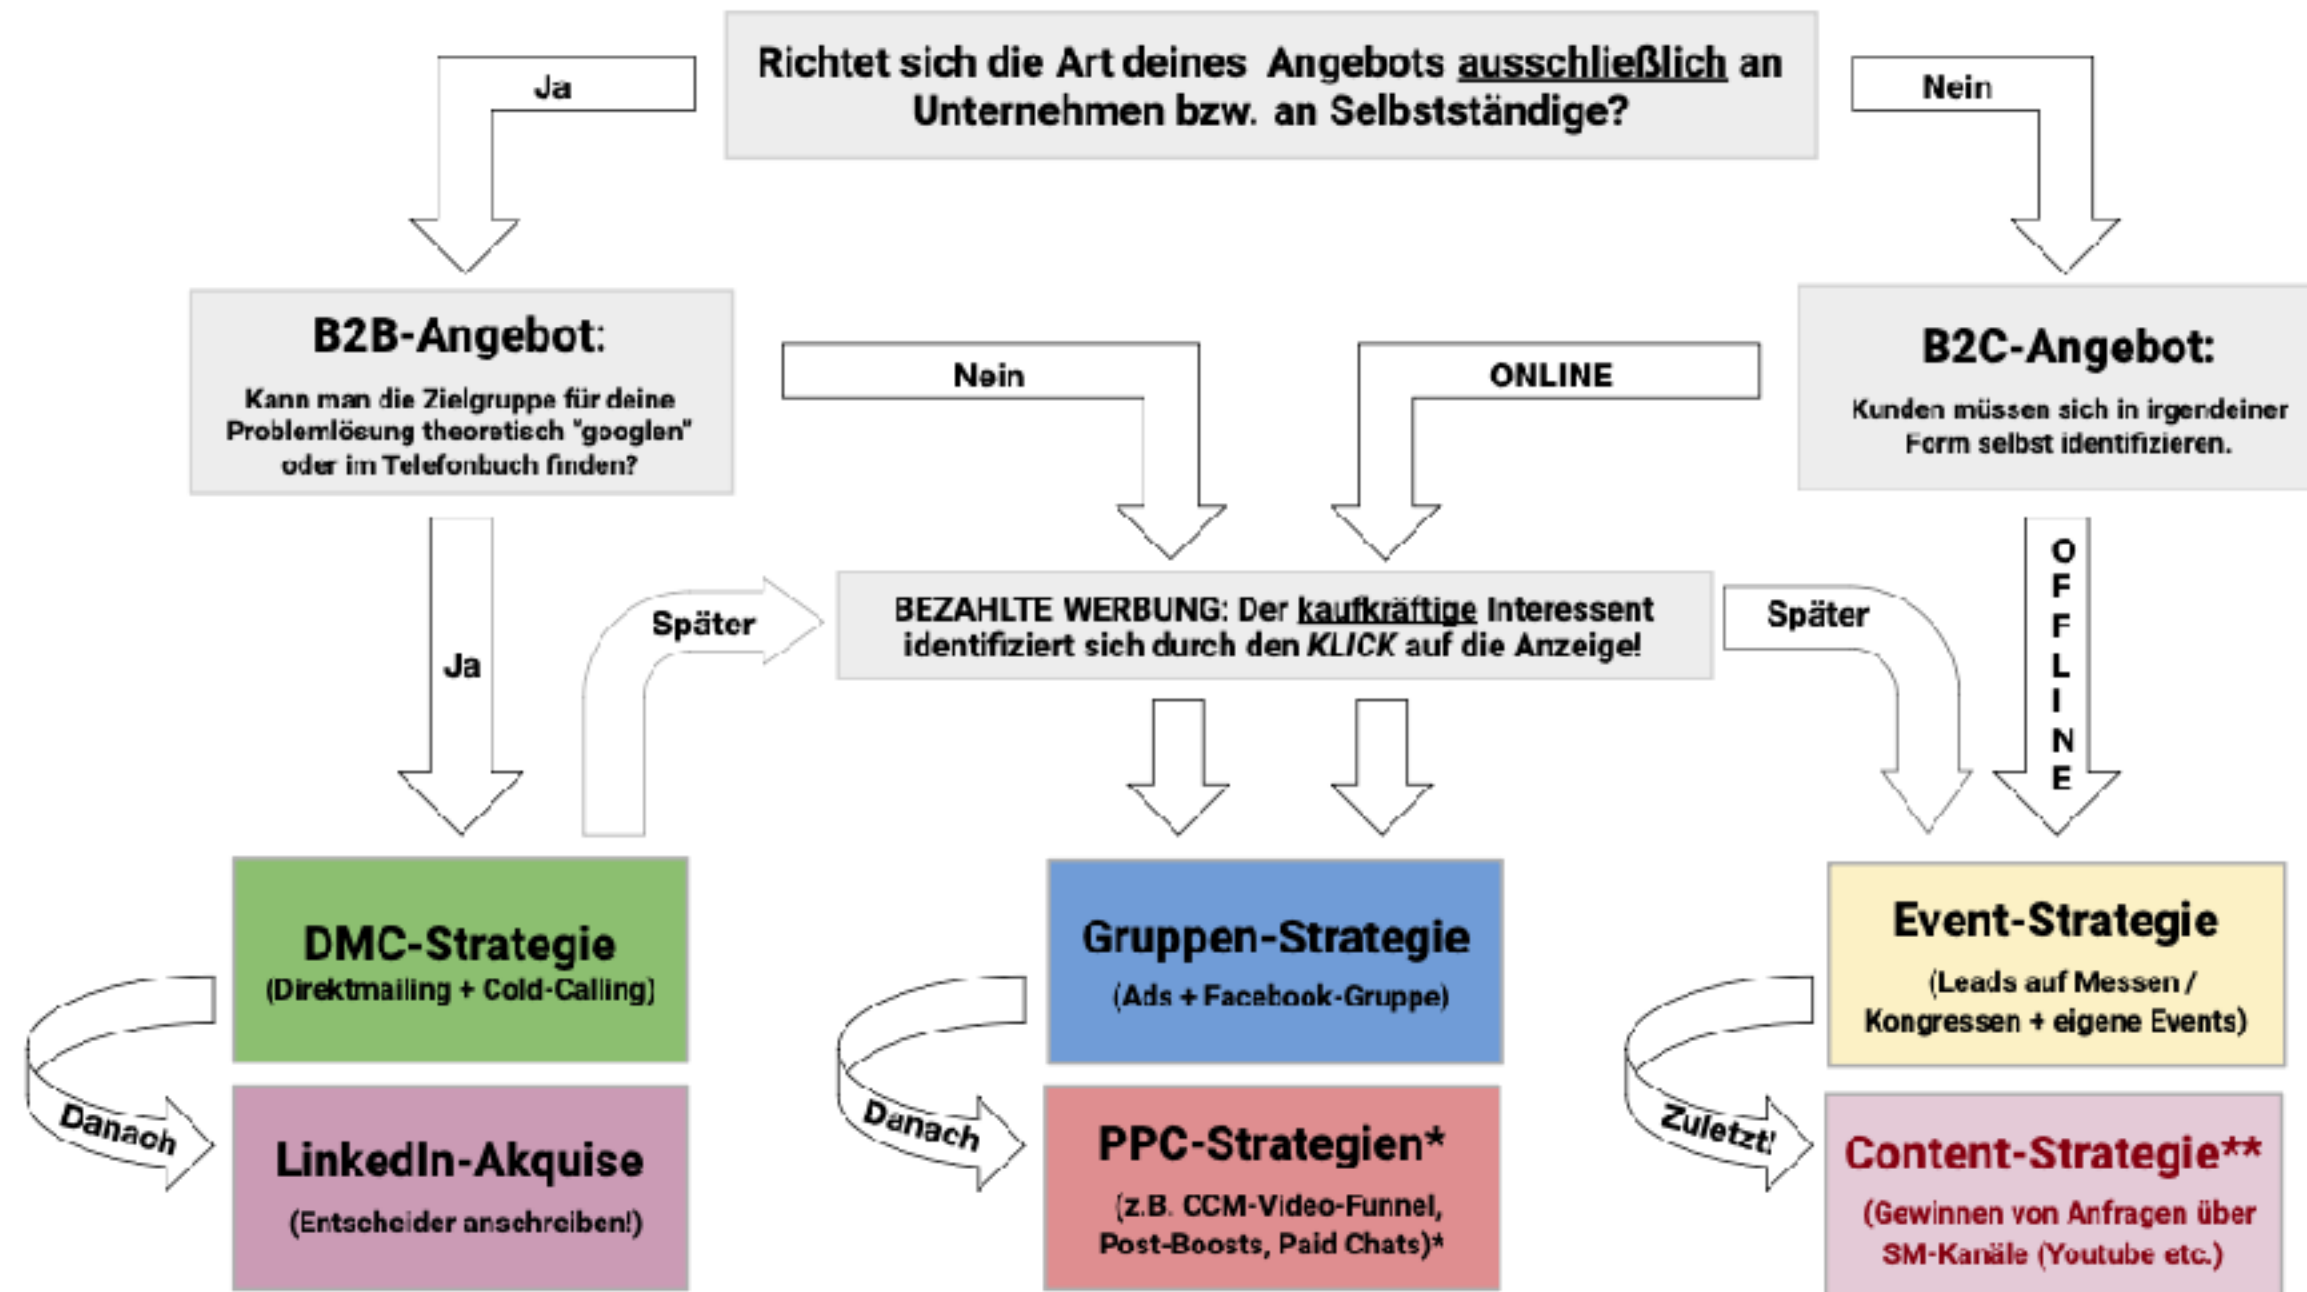 Richtet sich die Art deines Angebots ausschließlich an
Unternehmen bzw. an Selbstständige?
Ja
Nein
B2B-Angebot:
Kann man die Zielgruppe für deine
Problemlösung theoretisch "googlen"
oder im Telefonbuch finden?
Nein
ONLINE
B2C-Angebot:
Kunden müssen sich in irgendeiner
Form selbst identifizieren.
Ja
Später
BEZAHLTE WERBUNG: Der kaufkräftige Interessent
identifiziert sich durch den KLICK auf die Anzeige!
Später
OFFLINE
DMC-Strategie
(Direktmailing + Cold-Calling)
Danach
LinkedIn-Akquise
(Entscheider anschreiben!)
Gruppen-Strategie
(Ads + Facebook-Gruppe)
Danach
PPC-Strategien*
(z.B. CCM-Video-Funnel,
Post-Boosts, Paid Chats)*
Event-Strategie
(Leads auf Messen /
Kongressen + eigene Events)
Zuletzt!
Content-Strategie**
(Gewinnen von Anfragen über
SM-Kanäle (Youtube etc.)